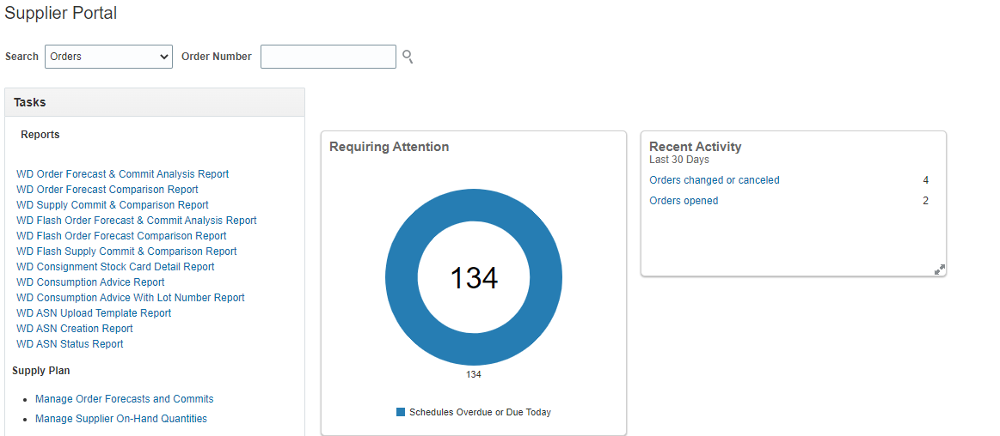 Supplier Portal
Search Orders Order Number
Tasks
Reports
WD Order Forecast & Commit Analysis Report
WD Order Forecast Comparison Report
WD Supply Commit & Comparison Report
WD Flash Order Forecast & Commit Analysis Report
WD Flash Order Forecast Comparison Report
WD Flash Supply Commit & Comparison Report
WD Consignment Stock Card Detail Report
WD Consumption Advice Report
WD Consumption Advice With Lot Number Report
WD ASN Upload Template Report
WD ASN Creation Report
WD ASN Status Report
Supply Plan
Manage Order Forecasts and Commits
Manage Supplier On-Hand Quantities
Requiring Attention
134
134
Schedules Overdue or Due Today
Recent Activity
Last 30 Days
Orders changed or canceled 4
Orders opened 2